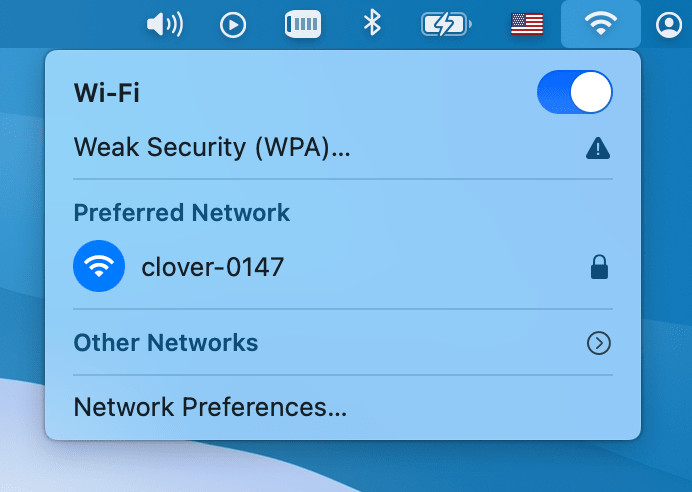 Wi-Fi
Weak Security (WPA)...
Preferred Network
clover-0147
Other Networks
Network Preferences...